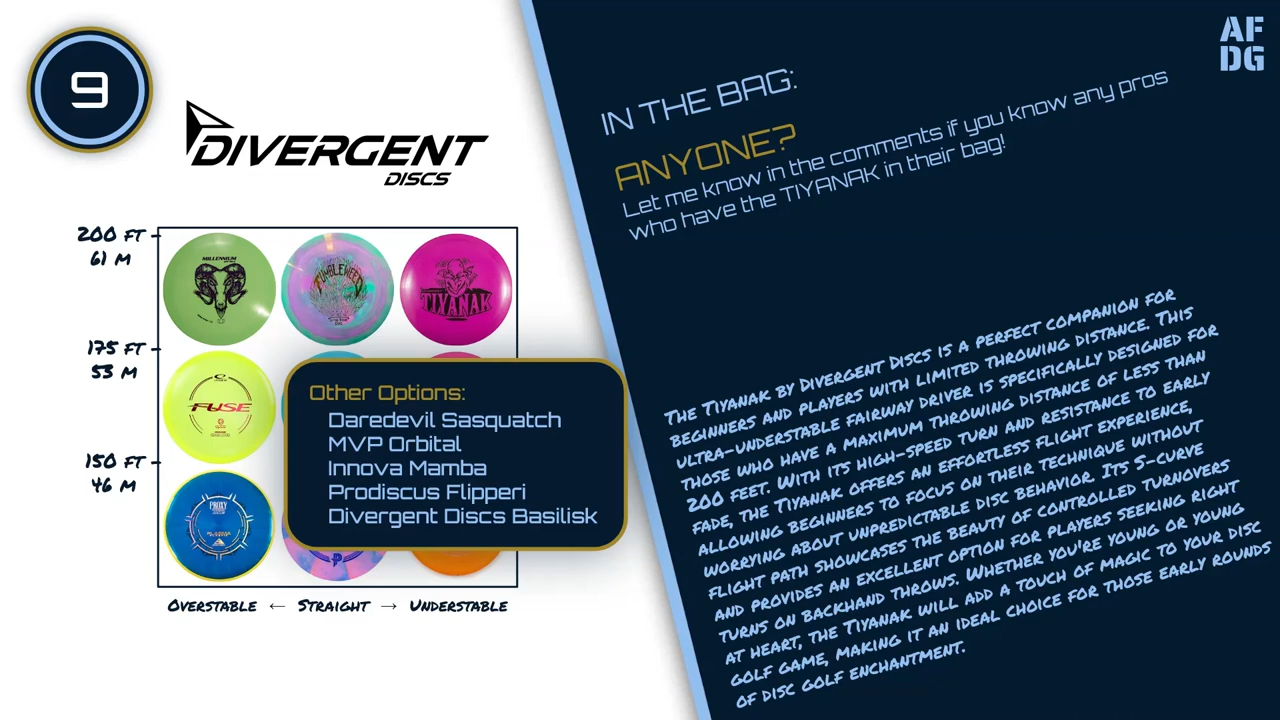 9
DIVERGENT
DISCS
200 FT
61 M
175 FT
53 M
150 FT
46 M
MILLENNIUM
TUMBLEWEED
TIYANAK
FUSE
PROXY
Other Options:
Daredevil Sasquatch
MVP Orbital
Innova Mamba
Prodiscus Flipperi
Divergent Discs Basilisk
OVERSTABLE ← STRAIGHT → UNDERSTABLE
AF
DG
IN THE BAG:
ANYONE?
Let me know in the comments if you know any pros
who have the TIYANAK in their bag!
THE TIYANAK BY DIVERGENT DISCS IS A PERFECT COMPANION FOR
BEGINNERS AND PLAYERS WITH LIMITED THROWING DISTANCE. THIS
ULTRA-UNDERSTABLE FAIRWAY DRIVER IS SPECIFICALLY DESIGNED FOR
THOSE WHO HAVE A MAXIMUM THROWING DISTANCE OF LESS THAN
200 FEET. WITH ITS HIGH-SPEED TURN AND RESISTANCE TO EARLY
FADE, THE TIYANAK OFFERS AN EFFORTLESS FLIGHT EXPERIENCE,
ALLOWING BEGINNERS TO FOCUS ON THEIR TECHNIQUE WITHOUT
WORRYING ABOUT UNPREDICTABLE DISC BEHAVIOR. ITS S-CURVE
FLIGHT PATH SHOWCASES THE BEAUTY OF CONTROLLED TURNOVERS
AND PROVIDES AN EXCELLENT OPTION FOR PLAYERS SEEKING RIGHT
TURNS ON BACKHAND THROWS. WHETHER YOU'RE YOUNG OR YOUNG
AT HEART, THE TIYANAK WILL ADD A TOUCH OF MAGIC TO YOUR DISC
GOLF GAME, MAKING IT AN IDEAL CHOICE FOR THOSE EARLY ROUNDS
OF DISC GOLF ENCHANTMENT.